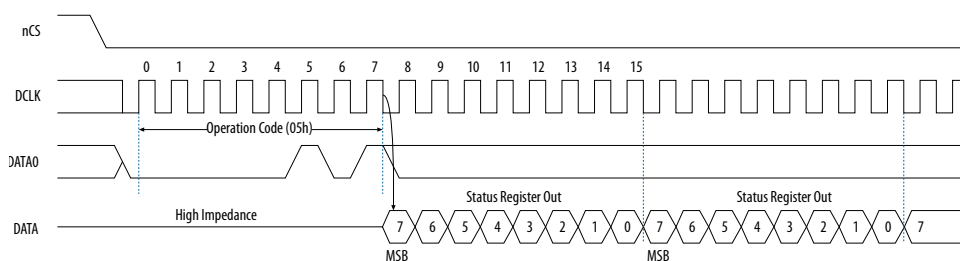 nCS
0 1 2 3 4 5 6 7 8 9 10 11 12 13 14 15
DCLK
Operation Code (05h)
DATA0
Status Register Out Status Register Out
High Impedance
DATA 7 6 5 4 3 2 1 0 7 6 5 4 3 2 1 0 7
MSB MSB